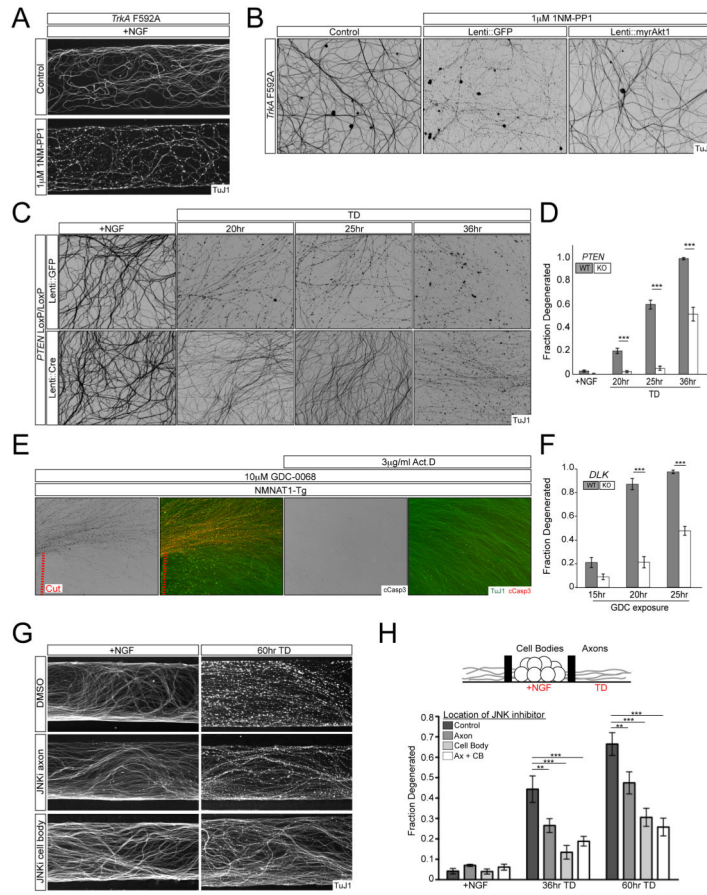 A
TrkA F592A
+NGF
Control
1µM 1NM-PP1
TuJ1
B
1µM 1NM-PP1
Control
Lenti::GFP
Lenti::myrAkt1
TrkA F592A
C
TD
+NGF
20hr
25hr
36hr
PTEN LoxP/LoxP
Lenti::GFP
Lenti::Cre
TuJ1
D
PTEN
WT KO
Fraction Degenerated
1.0
0.8
0.6
0.4
0.2
0
***
***
***
+NGF
20hr
25hr
36hr
TD
E
3µg/ml Act.D
10µM GDC-0068
NMNAT1-Tg
Cut
cCasp3
TuJ1 cCasp3
F
DLK
WT KO
Fraction Degenerated
1.0
0.8
0.6
0.4
0.2
0
***
***
15hr
20hr
25hr
GDC exposure
G
+NGF
60hr TD
DMSO
JNKi axon
JNKi cell body
TuJ1
H
Cell Bodies
Axons
+NGF
TD
Location of JNK inhibitor
Control
Axon
Cell Body
Ax + CB
Fraction Degenerated
0.8
0.7
0.6
0.5
0.4
0.3
0.2
0.1
0
***
***
**
***
***
**
+NGF
36hr TD
60hr TD